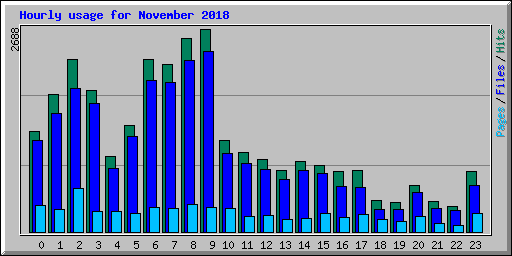 Hourly usage for November 2018
2688
Pages/Files/Hits
0 1 2 3 4 5 6 7 8 9 10 11 12 13 14 15 16 17 18 19 20 21 22 23